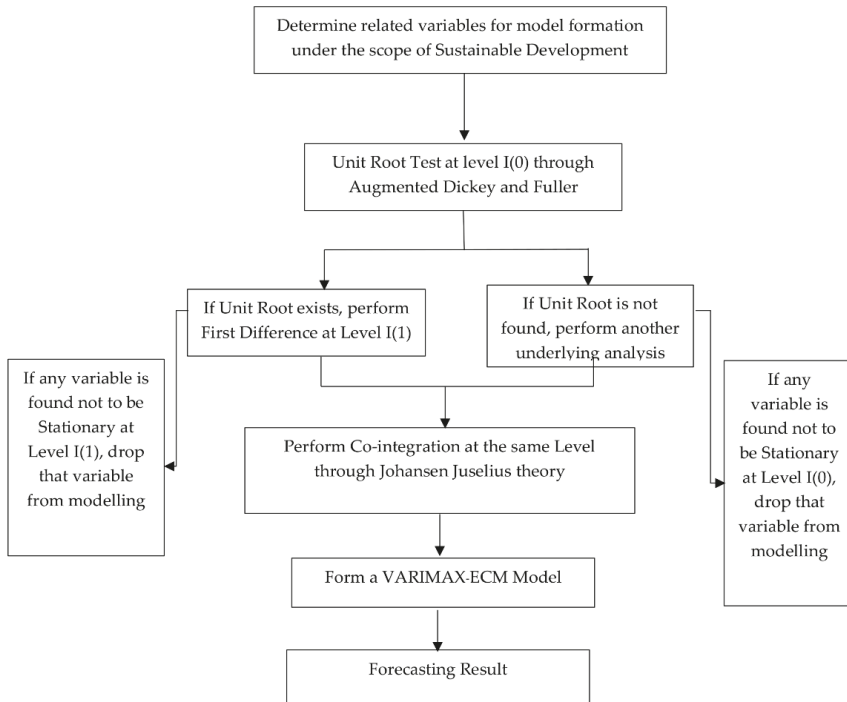 Determine related variables for model formation
under the scope of Sustainable Development
Unit Root Test at level I(0) through
Augmented Dickey and Fuller
If Unit Root exists, perform
First Difference at Level I(1)
If Unit Root is not
found, perform another
underlying analysis
If any variable is
found not to be
Stationary at
Level I(1), drop
that variable
from modelling
If any
variable is
found not to
be Stationary
at Level I(0),
drop that
variable from
modelling
Perform Co-integration at the same Level
through Johansen Juselius theory
Form a VARIMAX-ECM Model
Forecasting Result